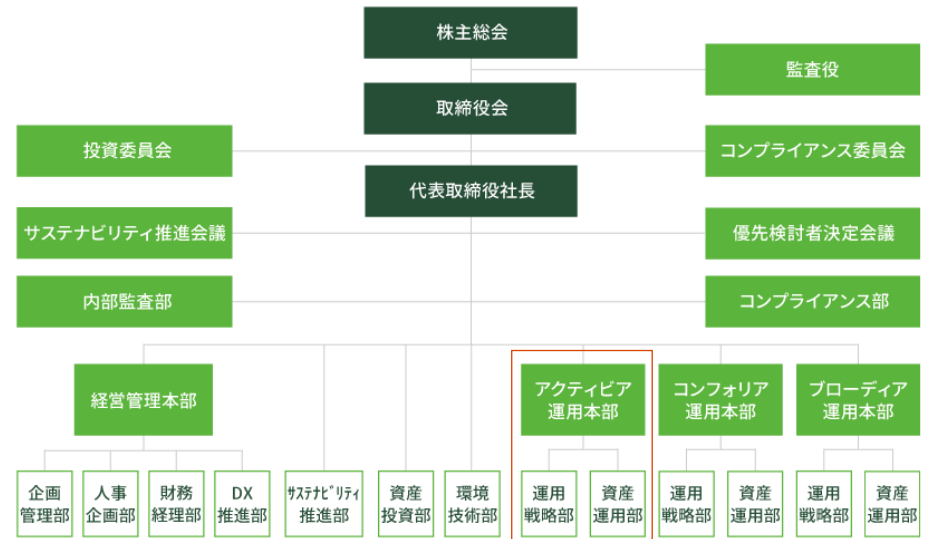 株主総会
監査役
取締役会
投資委員会
コンプライアンス委員会
代表取締役社長
サステナビリティ推進会議
優先検討者決定会議
内部監査部
コンプライアンス部
経営管理本部
アクティビア
運用本部
コンフォリア
運用本部
ブローディア
運用本部
企画
管理部
人事
企画部
財務
経理部
DX
推進部
ｻｽﾃﾅﾋﾞﾘﾃｨ
推進部
資産
投資部
環境
技術部
運用
戦略部
資産
運用部
運用
戦略部
資産
運用部
運用
戦略部
資産
運用部